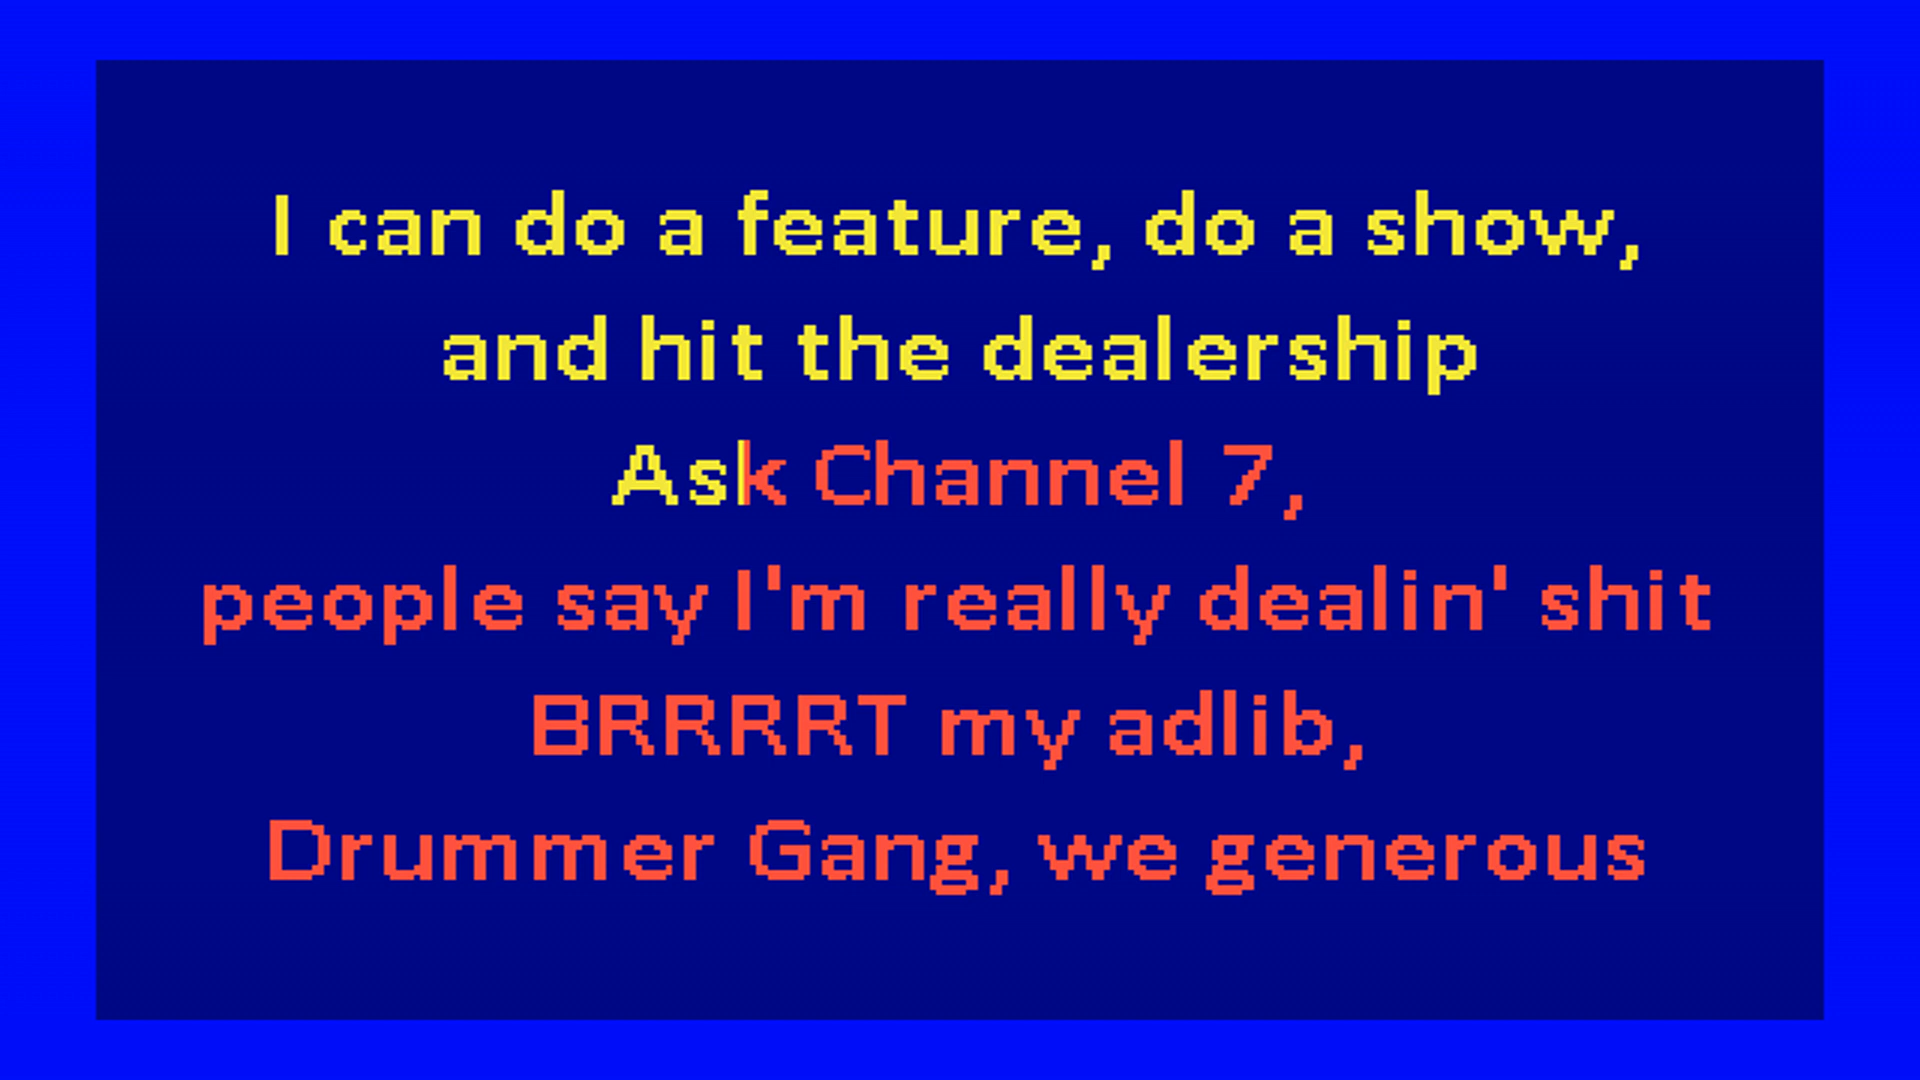 I can do a feature, do a show,
and hit the dealership
Ask Channel 7,
people say I'm really dealin' shit
BRRRRT my adlib,
Drummer Gang, we generous